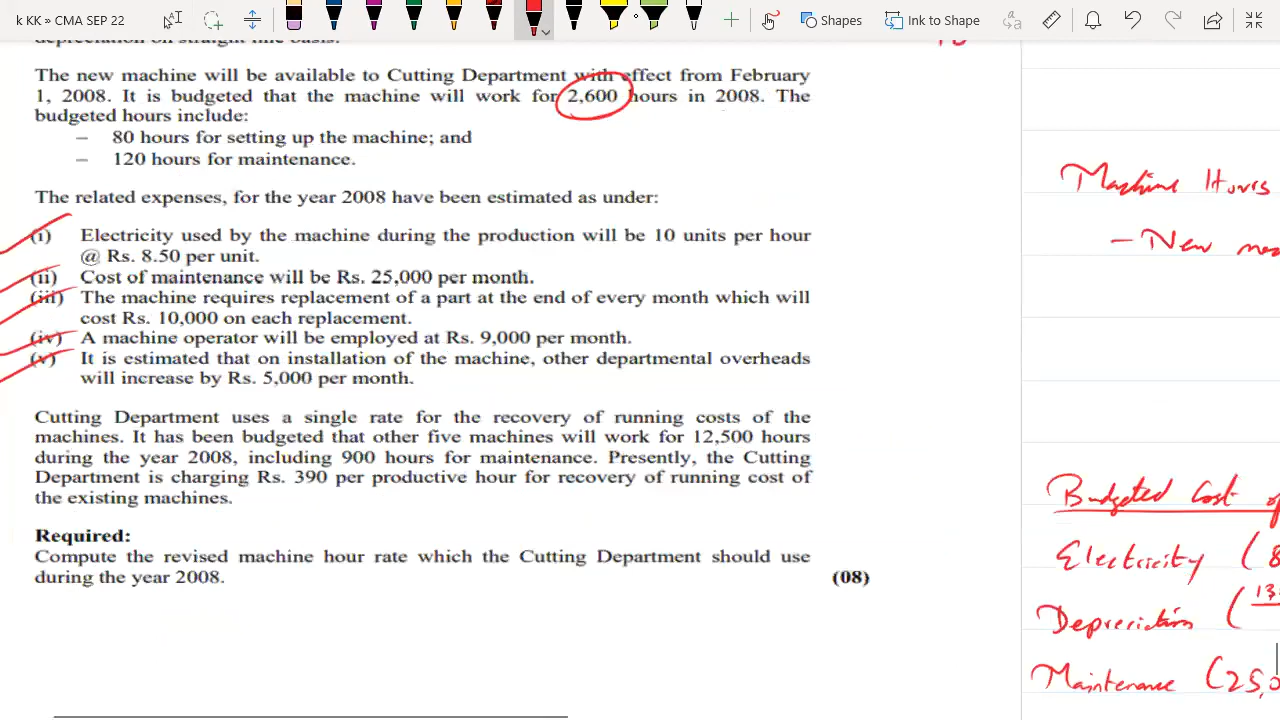 k KK » CMA SEP 22
Shapes
Ink to Shape
depreciation on straight line basis.
The new machine will be available to Cutting Department with effect from February
1, 2008. It is budgeted that the machine will work for 2,600 hours in 2008. The
budgeted hours include:
– 80 hours for setting up the machine; and
– 120 hours for maintenance.
Machine Hours
– New
The related expenses, for the year 2008 have been estimated as under:
(i) Electricity used by the machine during the production will be 10 units per hour
@ Rs. 8.50 per unit.
(ii) Cost of maintenance will be Rs. 25,000 per month.
(iii) The machine requires replacement of a part at the end of every month which will
cost Rs. 10,000 on each replacement.
(iv) A machine operator will be employed at Rs. 9,000 per month.
(v) It is estimated that on installation of the machine, other departmental overheads
will increase by Rs. 5,000 per month.
Cutting Department uses a single rate for the recovery of running costs of the
machines. It has been budgeted that other five machines will work for 12,500 hours
during the year 2008, including 900 hours for maintenance. Presently, the Cutting
Department is charging Rs. 390 per productive hour for recovery of running cost of
the existing machines.
Budgeted Cost of
Required:
Compute the revised machine hour rate which the Cutting Department should use
during the year 2008.
(08)
Electricity (8
Depreciation (13
Maintenance (25,0